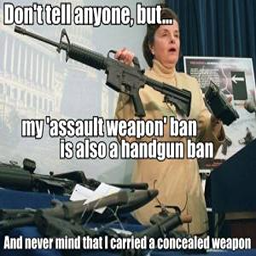 Don't tell anyone, but...
my 'assault weapon' ban
is also a handgun ban
And never mind that I carried a concealed weapon